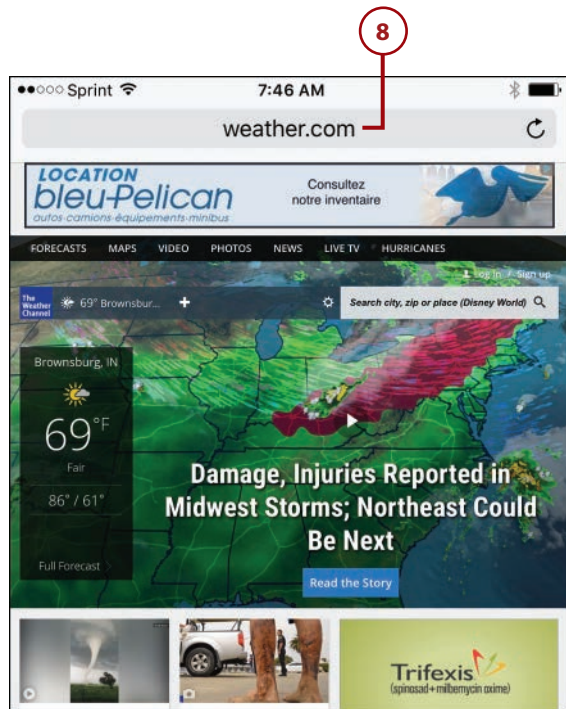 8
Sprint 7:46 AM
weather.com
LOCATION
bleu-Pelican
autos-camions-équipements-minibus
Consultez
notre inventaire
FORECASTS MAPS VIDEO PHOTOS NEWS LIVE TV HURRICANES
Log in / Sign up
The
Weather
Channel
69° Brownsbur... +
Search city, zip or place (Disney World)
Brownsburg, IN
69°F
Fair
86° / 61°
Full Forecast >
Damage, Injuries Reported in
Midwest Storms; Northeast Could
Be Next
Read the Story
Trifexis
(spinosad+milbemycin oxime)